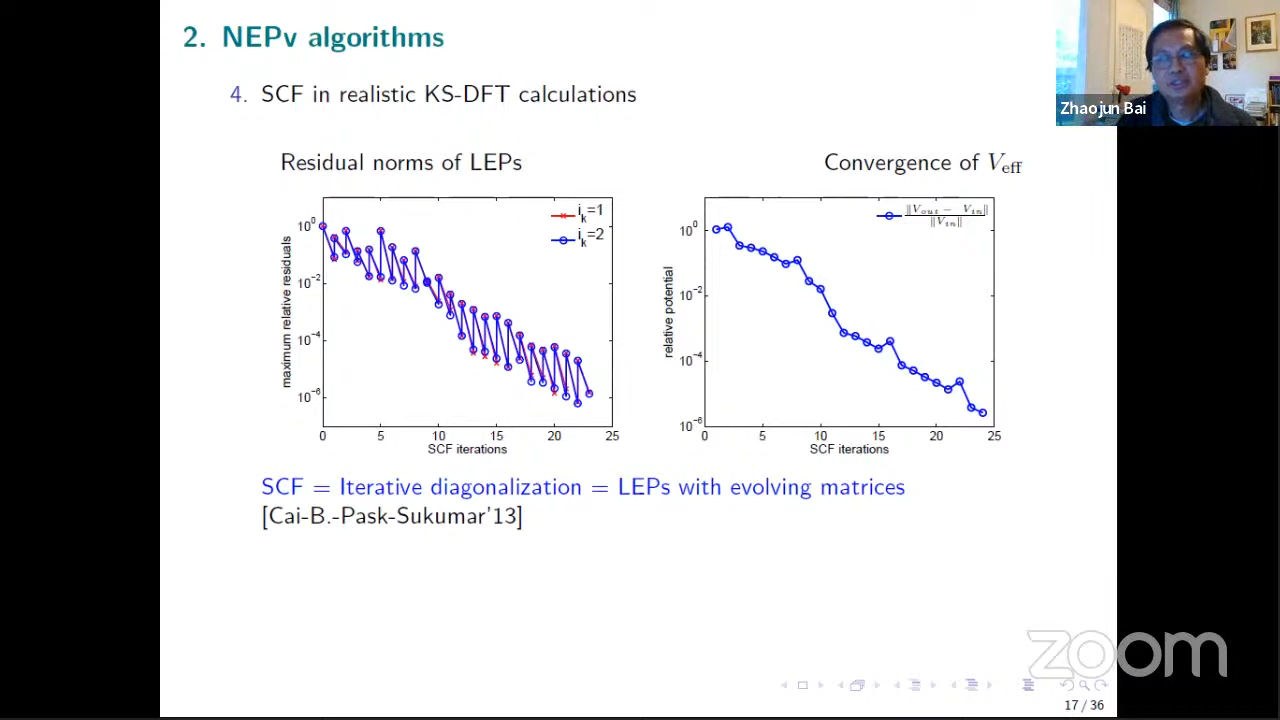 2. NEPv algorithms
4. SCF in realistic KS-DFT calculations
Zhaojun Bai
Residual norms of LEPs
Convergence of V_eff
i_k=1
i_k=2
10^0
10^-2
10^-4
10^-6
maximum relative residuals
0 5 10 15 20 25
SCF iterations
‖V_out − V_in‖
‖V_in‖
10^0
10^-2
10^-4
10^-6
relative potential
0 5 10 15 20 25
SCF iterations
SCF = Iterative diagonalization = LEPs with evolving matrices
[Cai-B.-Pask-Sukumar'13]
zoom
17 / 36